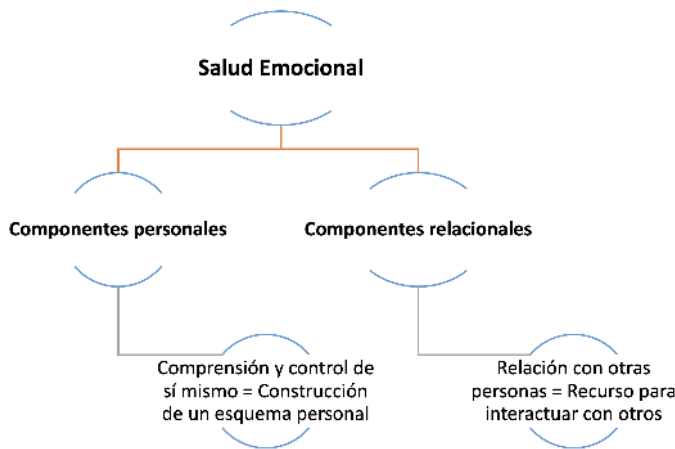 Salud Emocional
Componentes personales
Componentes relacionales
Comprensión y control de
sí mismo = Construcción
de un esquema personal
Relación con otras
personas = Recurso para
interactuar con otros